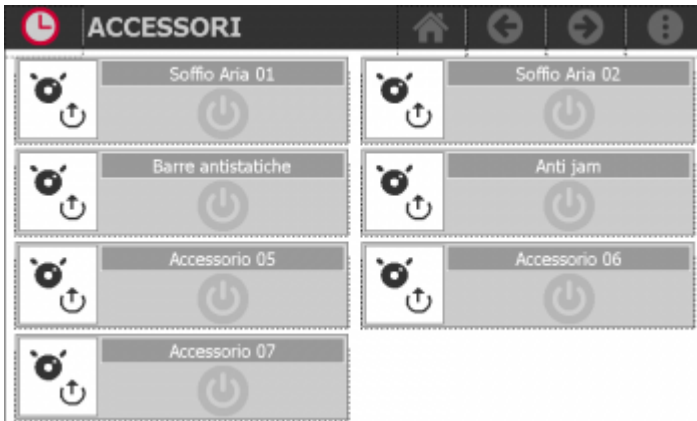 ACCESSORI
Soffio Aria 01
Soffio Aria 02
Barre antistatiche
Anti jam
Accessorio 05
Accessorio 06
Accessorio 07